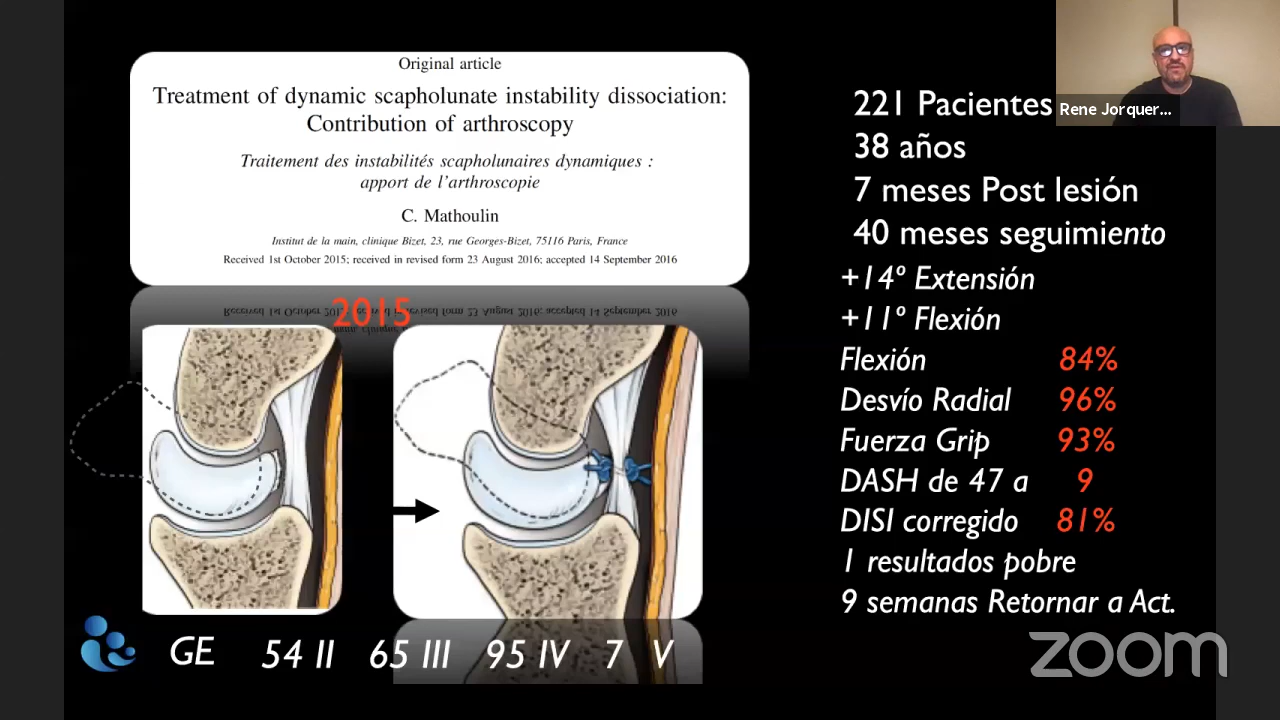 Original article
Treatment of dynamic scapholunate instability dissociation:
Contribution of arthroscopy
Traitement des instabilités scapholunaires dynamiques :
apport de l'arthroscopie
C. Mathoulin
Institut de la main, clinique Bizet, 23, rue Georges-Bizet, 75116 Paris, France
Received 1st October 2015; received in revised form 23 August 2016; accepted 14 September 2016
2015
GE 54 II 65 III 95 IV 7 V
221 Pacientes
38 años
7 meses Post lesión
40 meses seguimiento
+14º Extensión
+11º Flexión
Flexión 84%
Desvío Radial 96%
Fuerza Grip 93%
DASH de 47 a 9
DISI corregido 81%
1 resultados pobre
9 semanas Retornar a Act.
Rene Jorquer...
zoom